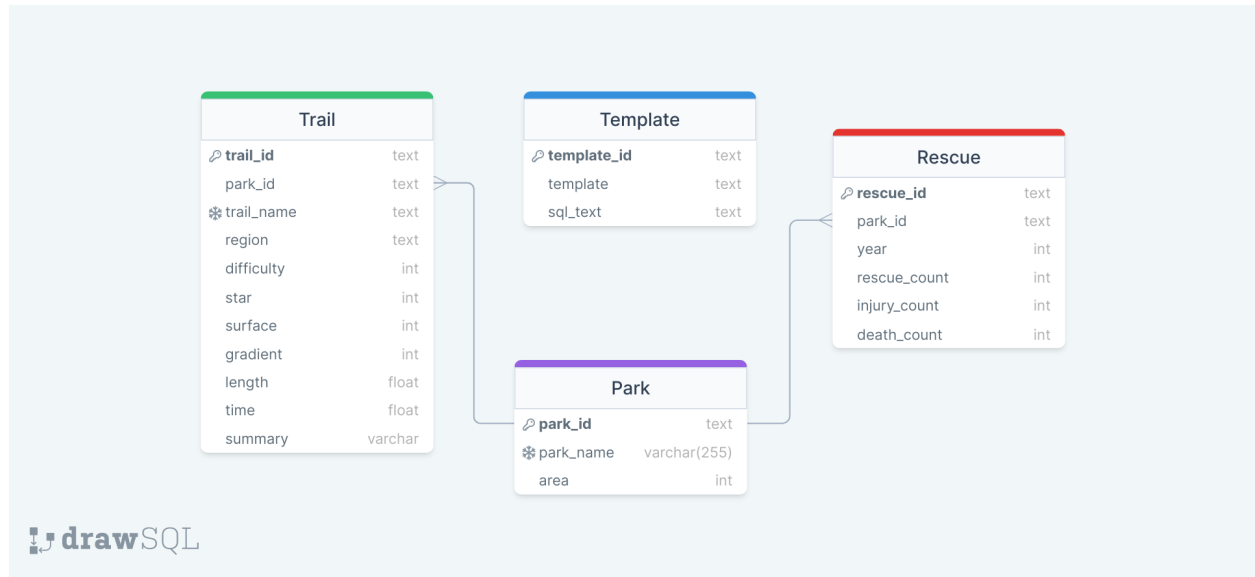 Trail
trail_id text
park_id text
trail_name text
region text
difficulty int
star int
surface int
gradient int
length float
time float
summary varchar
Template
template_id text
template text
sql_text text
Rescue
rescue_id text
park_id text
year int
rescue_count int
injury_count int
death_count int
Park
park_id text
park_name varchar(255)
area int
drawSQL